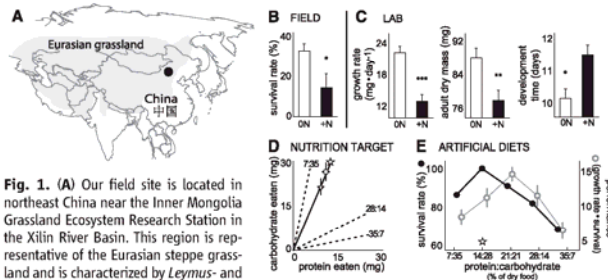 A
Eurasian grassland
China
中国
Fig. 1. (A) Our field site is located in
northeast China near the Inner Mongolia
Grassland Ecosystem Research Station in
the Xilin River Basin. This region is rep-
resentative of the Eurasian steppe grass-
land and is characterized by Leymus- and
B FIELD
survival rate (%)
40
20
0
*
0N +N
C LAB
growth rate
(mg•day-1)
24
20
16
12
***
0N +N
adult dry mass (mg)
92
84
76
**
0N +N
development
time (days)
12
11
10
*
0N +N
D NUTRITION TARGET
carbohydrate eaten (mg)
30
15
0
7:35
28:14
35:7
0 15 30
protein eaten (mg)
E ARTIFICIAL DIETS
survival rate (%)
100
80
60
15
10
5
(growth rate•survival)
7:35 14:28 21:21 28:14 35:7
protein:carbohydrate
(% of dry food)